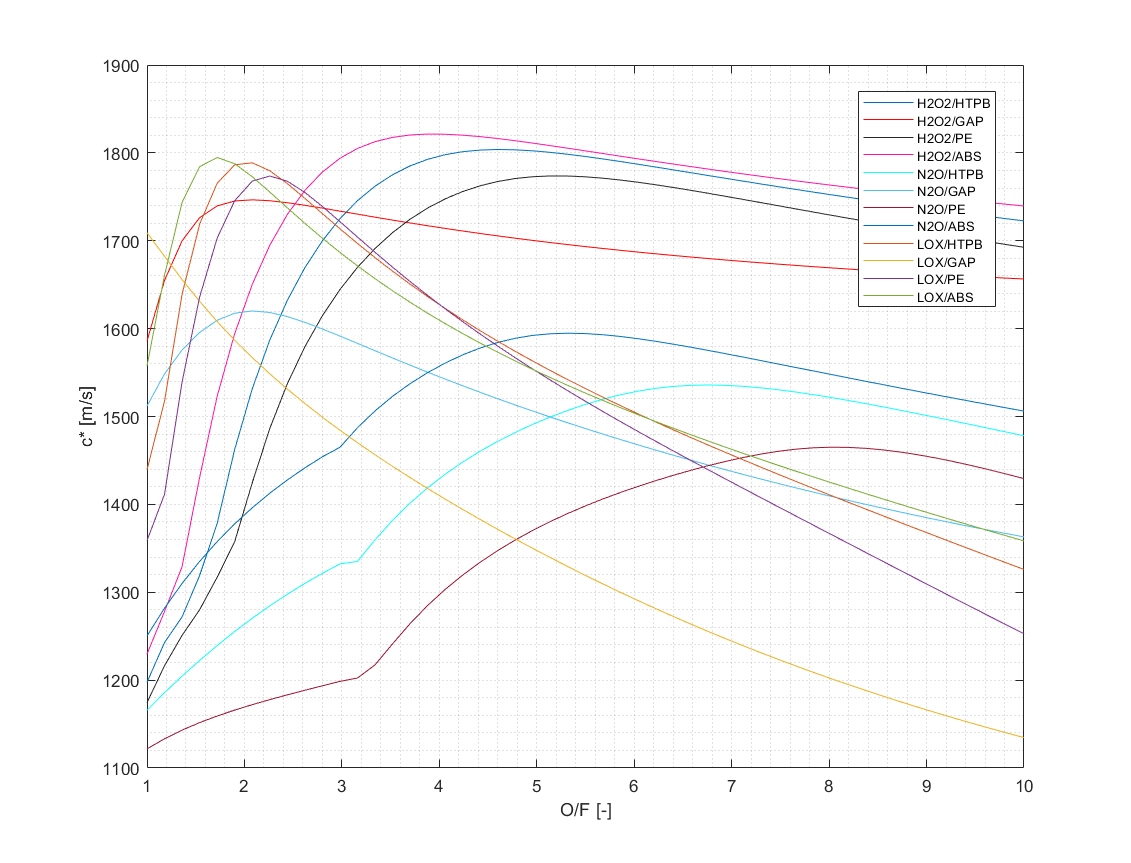 1900
1800
1700
1600
1500
1400
1300
1200
1100
c* [m/s]
1 2 3 4 5 6 7 8 9 10
O/F [-]
H2O2/HTPB
H2O2/GAP
H2O2/PE
H2O2/ABS
N2O/HTPB
N2O/GAP
N2O/PE
N2O/ABS
LOX/HTPB
LOX/GAP
LOX/PE
LOX/ABS